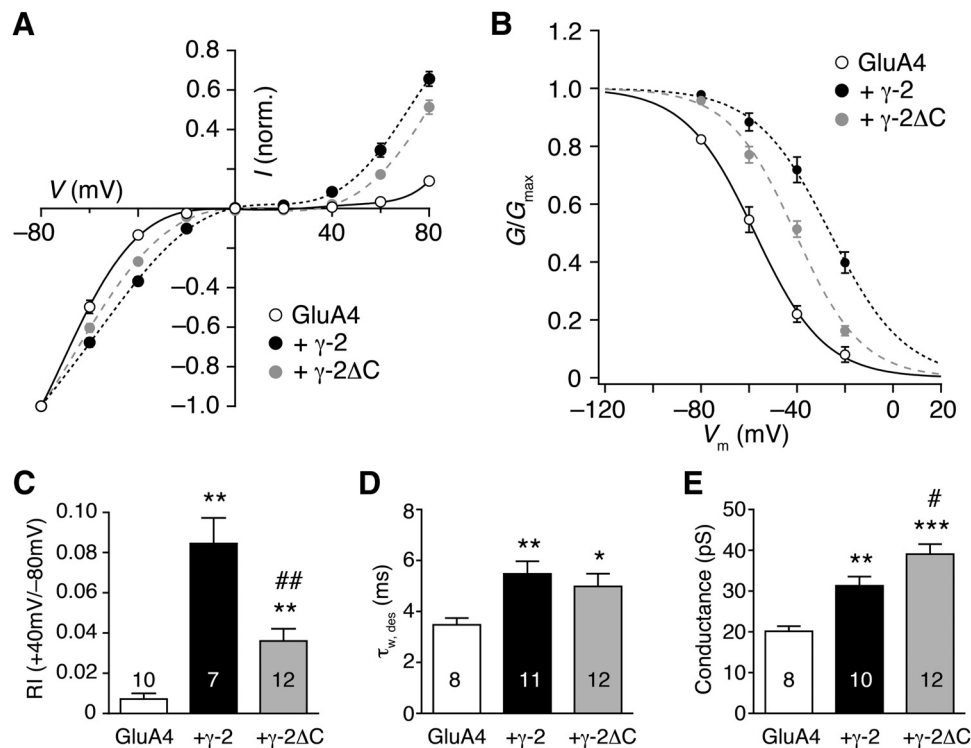 A
0.8
0.6
0.4
I (norm.)
V (mV)
−80
40
80
−0.4
−0.6
−0.8
−1.0
GluA4
+ γ-2
+ γ-2ΔC
B
1.2
1.0
0.8
0.6
0.4
0.2
0
G/Gmax
−120
−80
−40
0
20
Vm (mV)
GluA4
+ γ-2
+ γ-2ΔC
C
RI (+40mV/−80mV)
0.10
0.08
0.06
0.04
0.02
0
**
##
**
10
7
12
GluA4
+γ-2
+γ-2ΔC
D
τw, des (ms)
8
6
4
2
0
**
*
8
11
12
GluA4
+γ-2
+γ-2ΔC
E
Conductance (pS)
50
40
30
20
10
0
**
#
***
8
10
12
GluA4
+γ-2
+γ-2ΔC